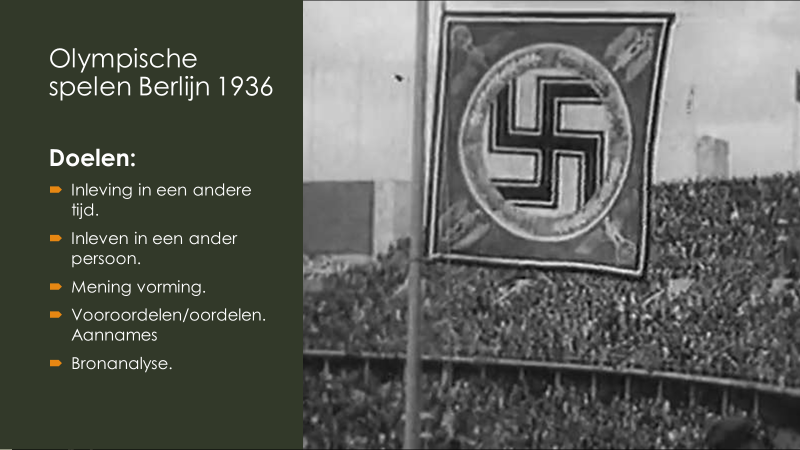 Olympische
spelen Berlijn 1936
Doelen:
Inleving in een andere
tijd.
Inleven in een ander
persoon.
Mening vorming.
Vooroordelen/oordelen.
Aannames
Bronanalyse.